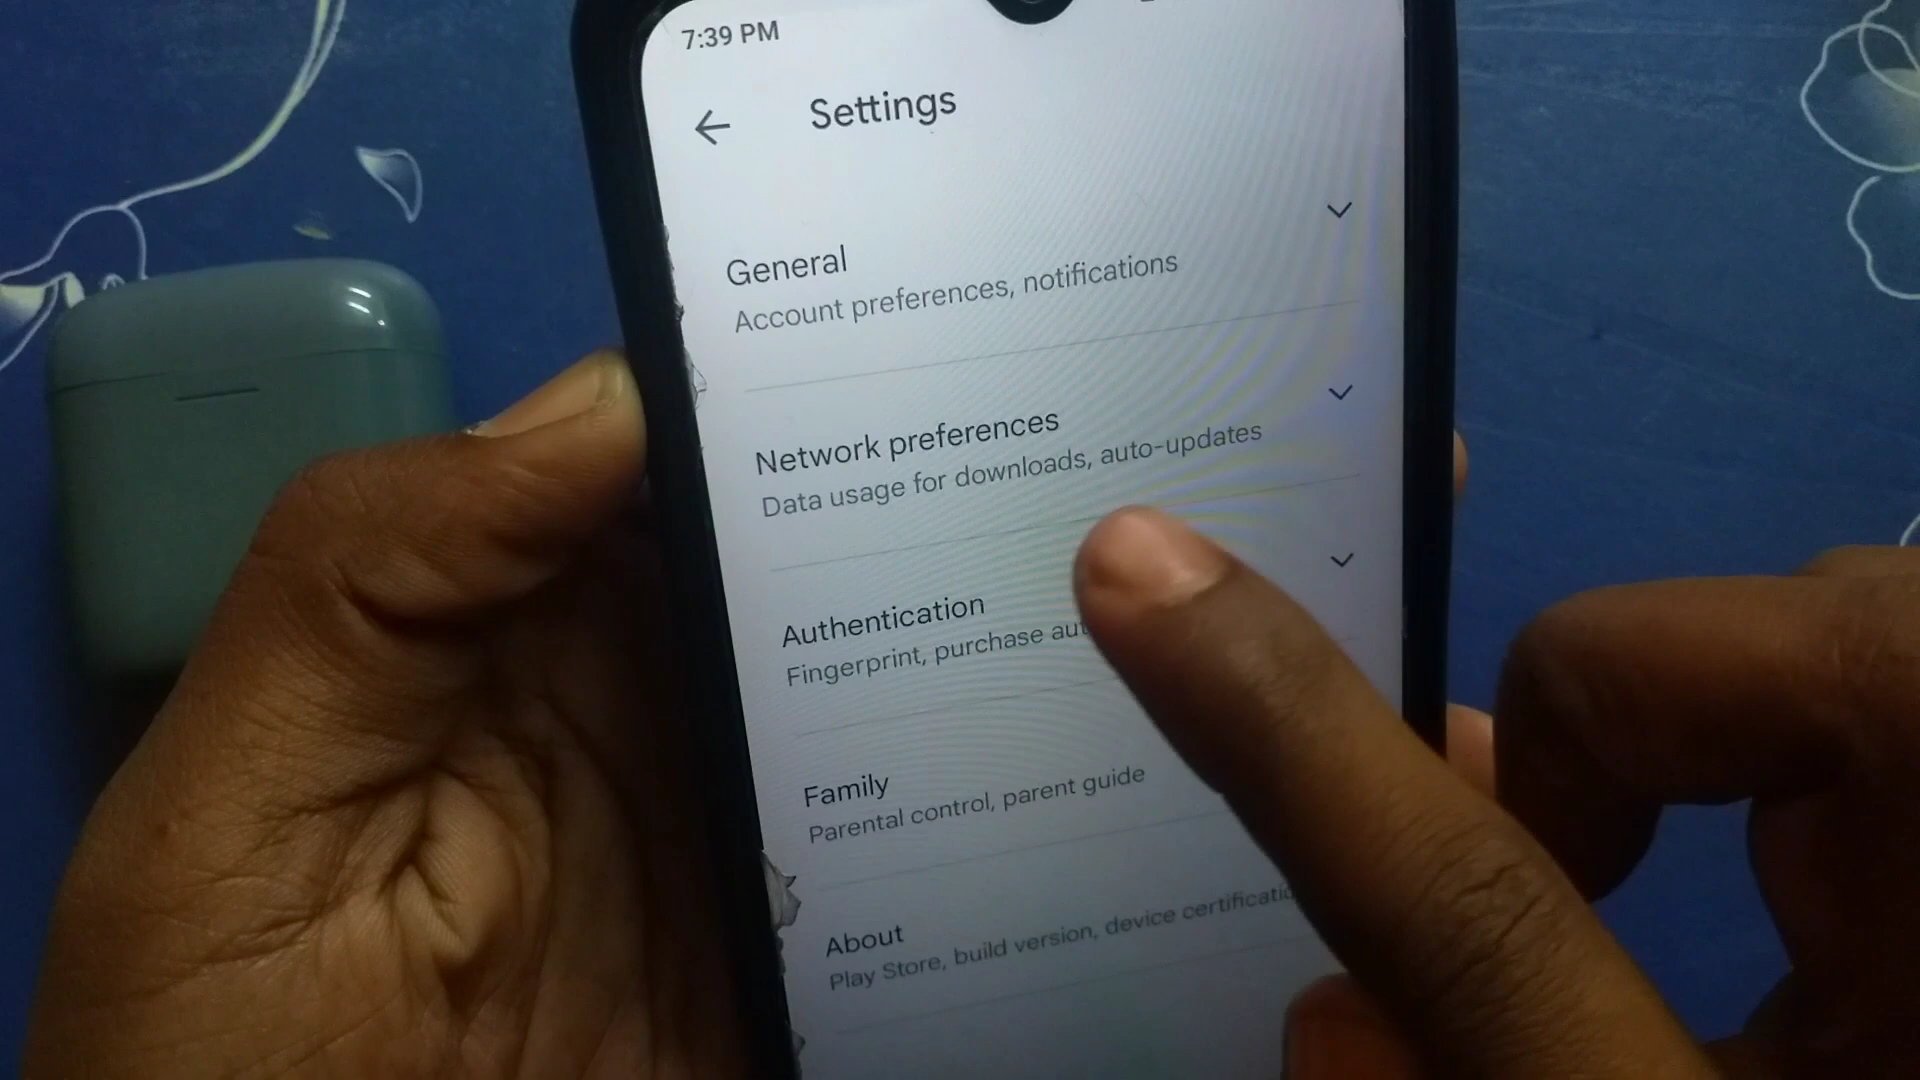 7:39 PM
Settings
General
Account preferences, notifications
Network preferences
Data usage for downloads, auto-updates
Authentication
Fingerprint, purchase
Family
Parental control, parent guide
About
Play Store, build version, device